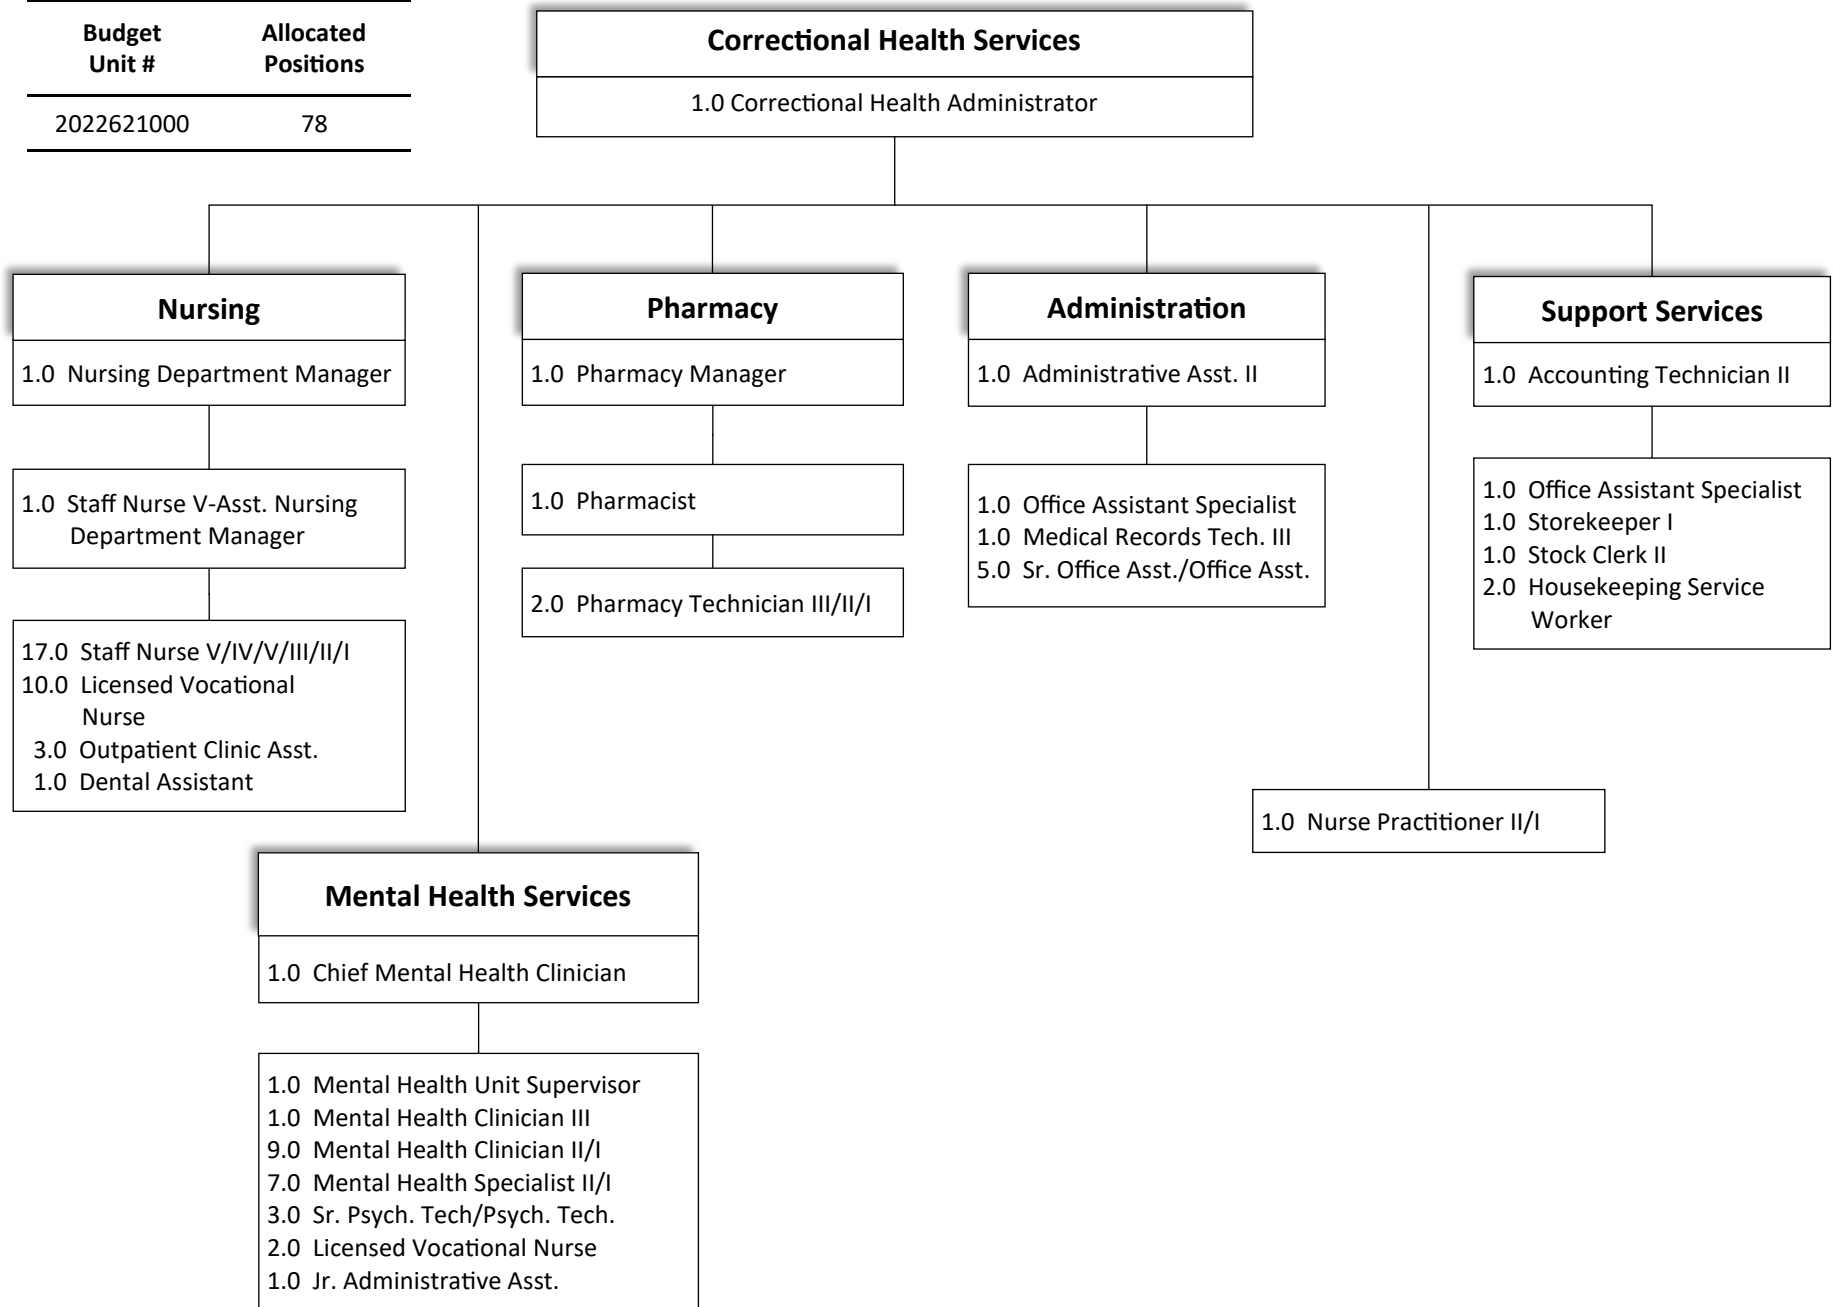 Budget Unit #
Allocated Positions
2022621000 78
Correctional Health Services
1.0 Correctional Health Administrator
Nursing
1.0 Nursing Department Manager
1.0 Staff Nurse V-Asst. Nursing
Department Manager
17.0 Staff Nurse V/IV/V/III/II/I
10.0 Licensed Vocational
Nurse
3.0 Outpatient Clinic Asst.
1.0 Dental Assistant
Pharmacy
1.0 Pharmacy Manager
1.0 Pharmacist
2.0 Pharmacy Technician III/II/I
Administration
1.0 Administrative Asst. II
1.0 Office Assistant Specialist
1.0 Medical Records Tech. III
5.0 Sr. Office Asst./Office Asst.
Support Services
1.0 Accounting Technician II
1.0 Office Assistant Specialist
1.0 Storekeeper I
1.0 Stock Clerk II
2.0 Housekeeping Service
Worker
1.0 Nurse Practitioner II/I
Mental Health Services
1.0 Chief Mental Health Clinician
1.0 Mental Health Unit Supervisor
1.0 Mental Health Clinician III
9.0 Mental Health Clinician II/I
7.0 Mental Health Specialist II/I
3.0 Sr. Psych. Tech/Psych. Tech.
2.0 Licensed Vocational Nurse
1.0 Jr. Administrative Asst.